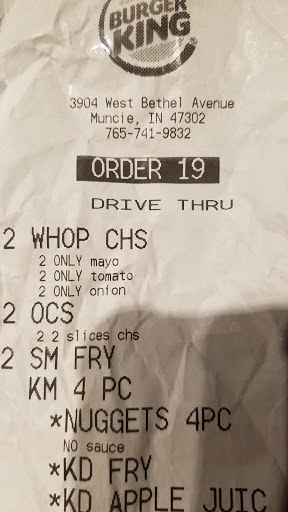 BURGER
KING
®
3904 West Bethel Avenue
Muncie, IN 47302
765-741-9832
ORDER 19
DRIVE THRU
2 WHOP CHS
2 ONLY mayo
2 ONLY tomato
2 ONLY onion
2 OCS
2 2 slices chs
2 SM FRY
KM 4 PC
*NUGGETS 4PC
NO sauce
*KD FRY
*KD APPLE JUIC